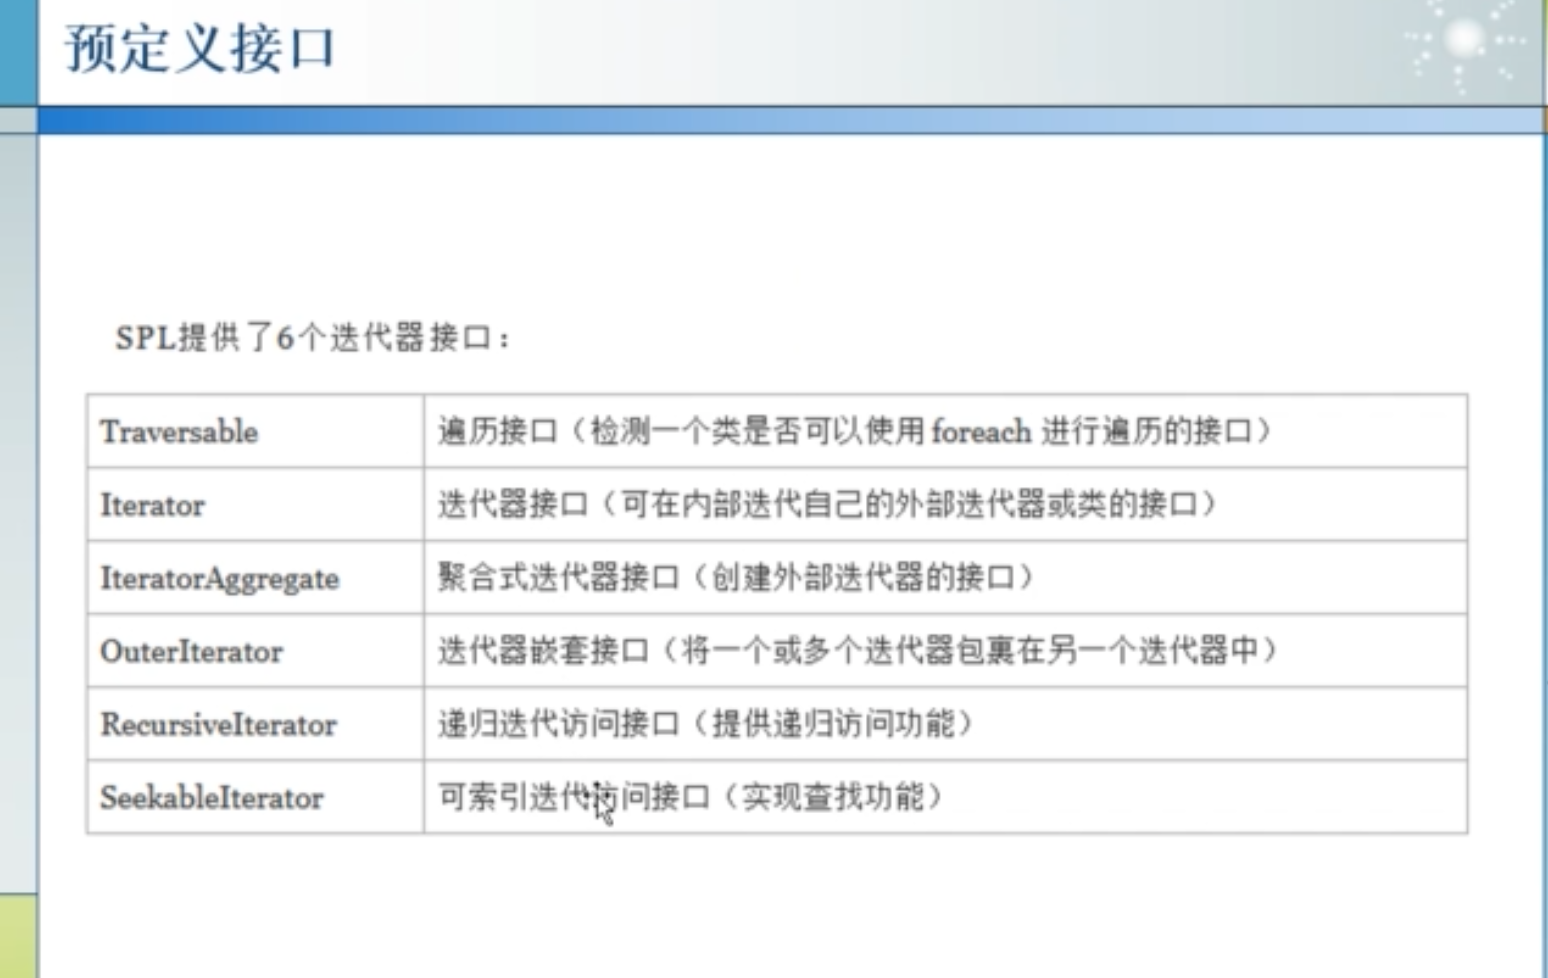 预定义接口
SPL提供了6个迭代器接口：
Traversable 遍历接口（检测一个类是否可以使用 foreach 进行遍历的接口）
Iterator 迭代器接口（可在内部迭代自己的外部迭代器或类的接口）
IteratorAggregate 聚合式迭代器接口（创建外部迭代器的接口）
OuterIterator 迭代器嵌套接口（将一个或多个迭代器包裹在另一个迭代器中）
RecursiveIterator 递归迭代访问接口（提供递归访问功能）
SeekableIterator 可索引迭代访问接口（实现查找功能）